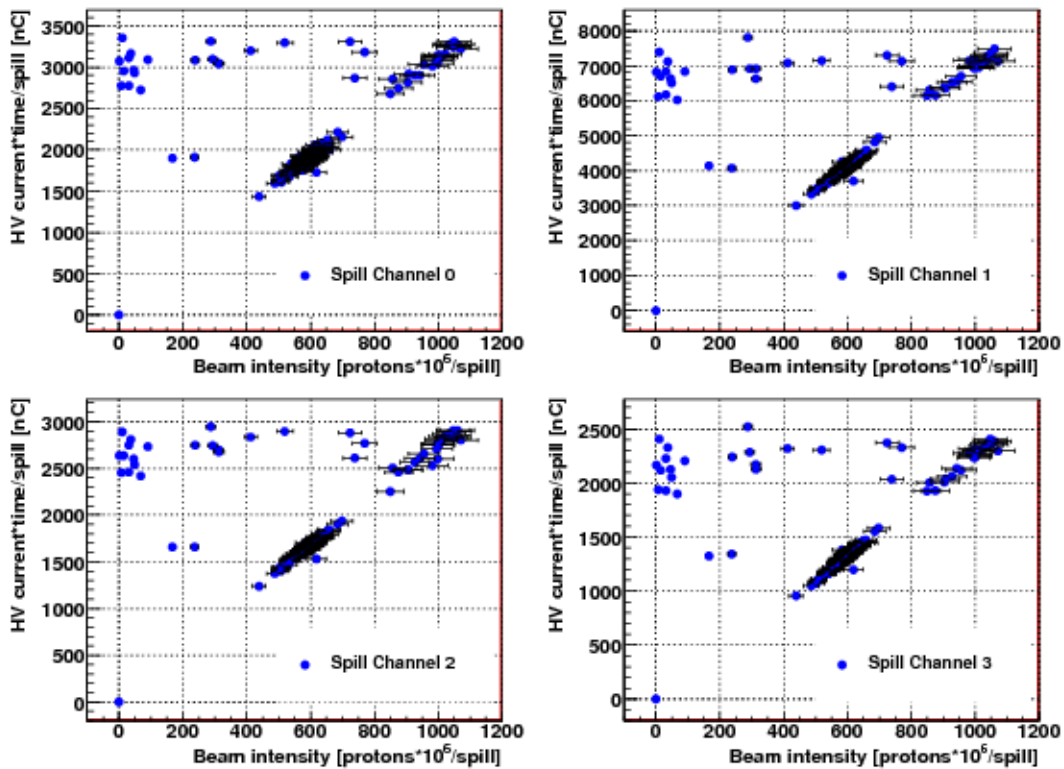 HV current*time/spill [nC]
3500
3000
2500
2000
1500
1000
500
0
Spill Channel 0
0 200 400 600 800 1000 1200
Beam intensity [protons*10⁶/spill]
HV current*time/spill [nC]
8000
7000
6000
5000
4000
3000
2000
1000
0
Spill Channel 1
0 200 400 600 800 1000 1200
Beam intensity [protons*10⁶/spill]
HV current*time/spill [nC]
3000
2500
2000
1500
1000
500
0
Spill Channel 2
0 200 400 600 800 1000 1200
Beam intensity [protons*10⁶/spill]
HV current*time/spill [nC]
2500
2000
1500
1000
500
0
Spill Channel 3
0 200 400 600 800 1000 1200
Beam intensity [protons*10⁶/spill]